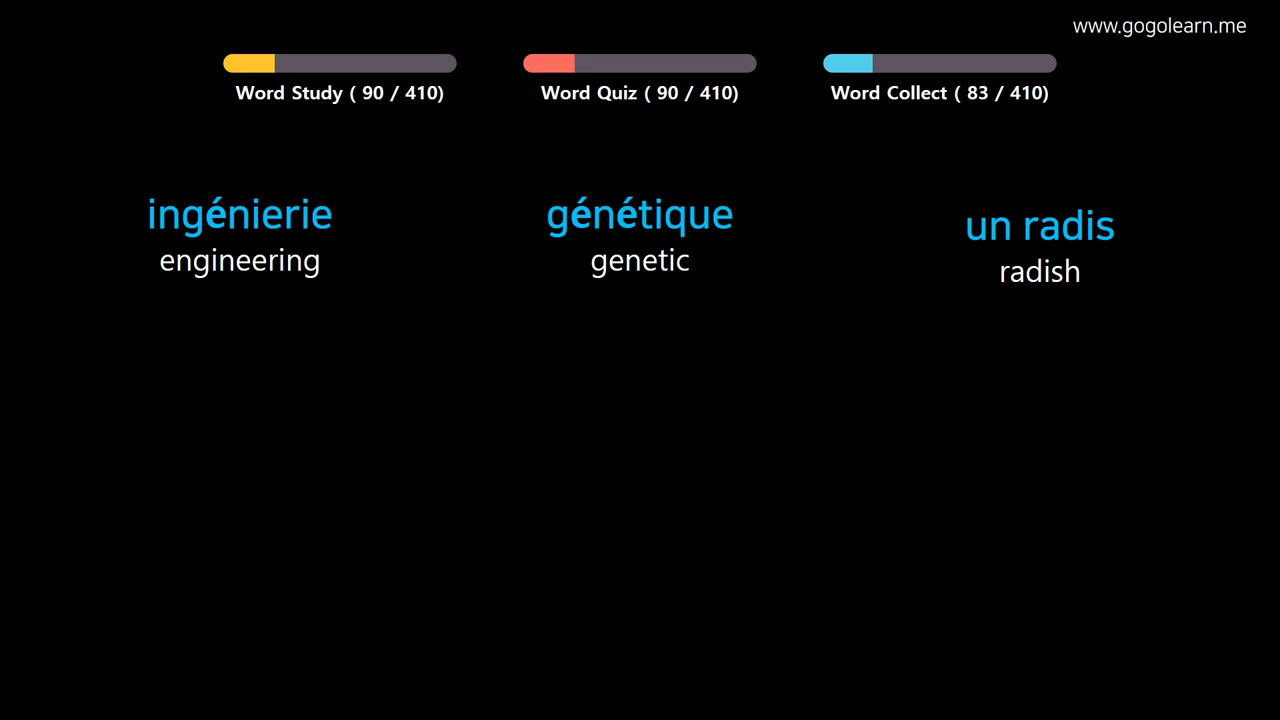 www.gogolearn.me
Word Study ( 90 / 410)
Word Quiz ( 90 / 410)
Word Collect ( 83 / 410)
ingénierie
engineering
génétique
genetic
un radis
radish